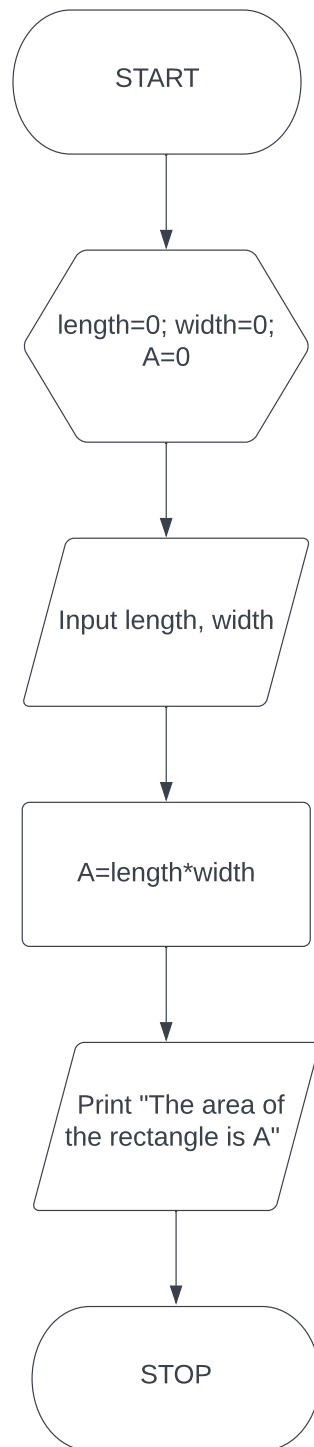 START
length=0; width=0;
A=0
Input length, width
A=length*width
Print "The area of
the rectangle is A"
STOP